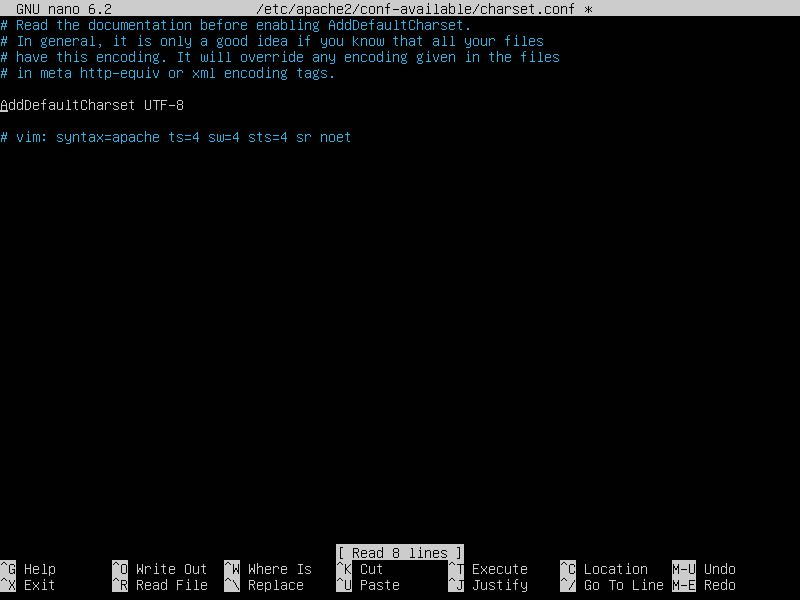 GNU nano 6.2 /etc/apache2/conf-available/charset.conf *
# Read the documentation before enabling AddDefaultCharset.
# In general, it is only a good idea if you know that all your files
# have this encoding. It will override any encoding given in the files
# in meta http-equiv or xml encoding tags.
AddDefaultCharset UTF-8
# vim: syntax=apache ts=4 sw=4 sts=4 sr noet
[ Read 8 lines ]
^G Help ^O Write Out ^W Where Is ^K Cut ^T Execute ^C Location M-U Undo
^X Exit ^R Read File ^\ Replace ^U Paste ^J Justify ^/ Go To Line M-E Redo